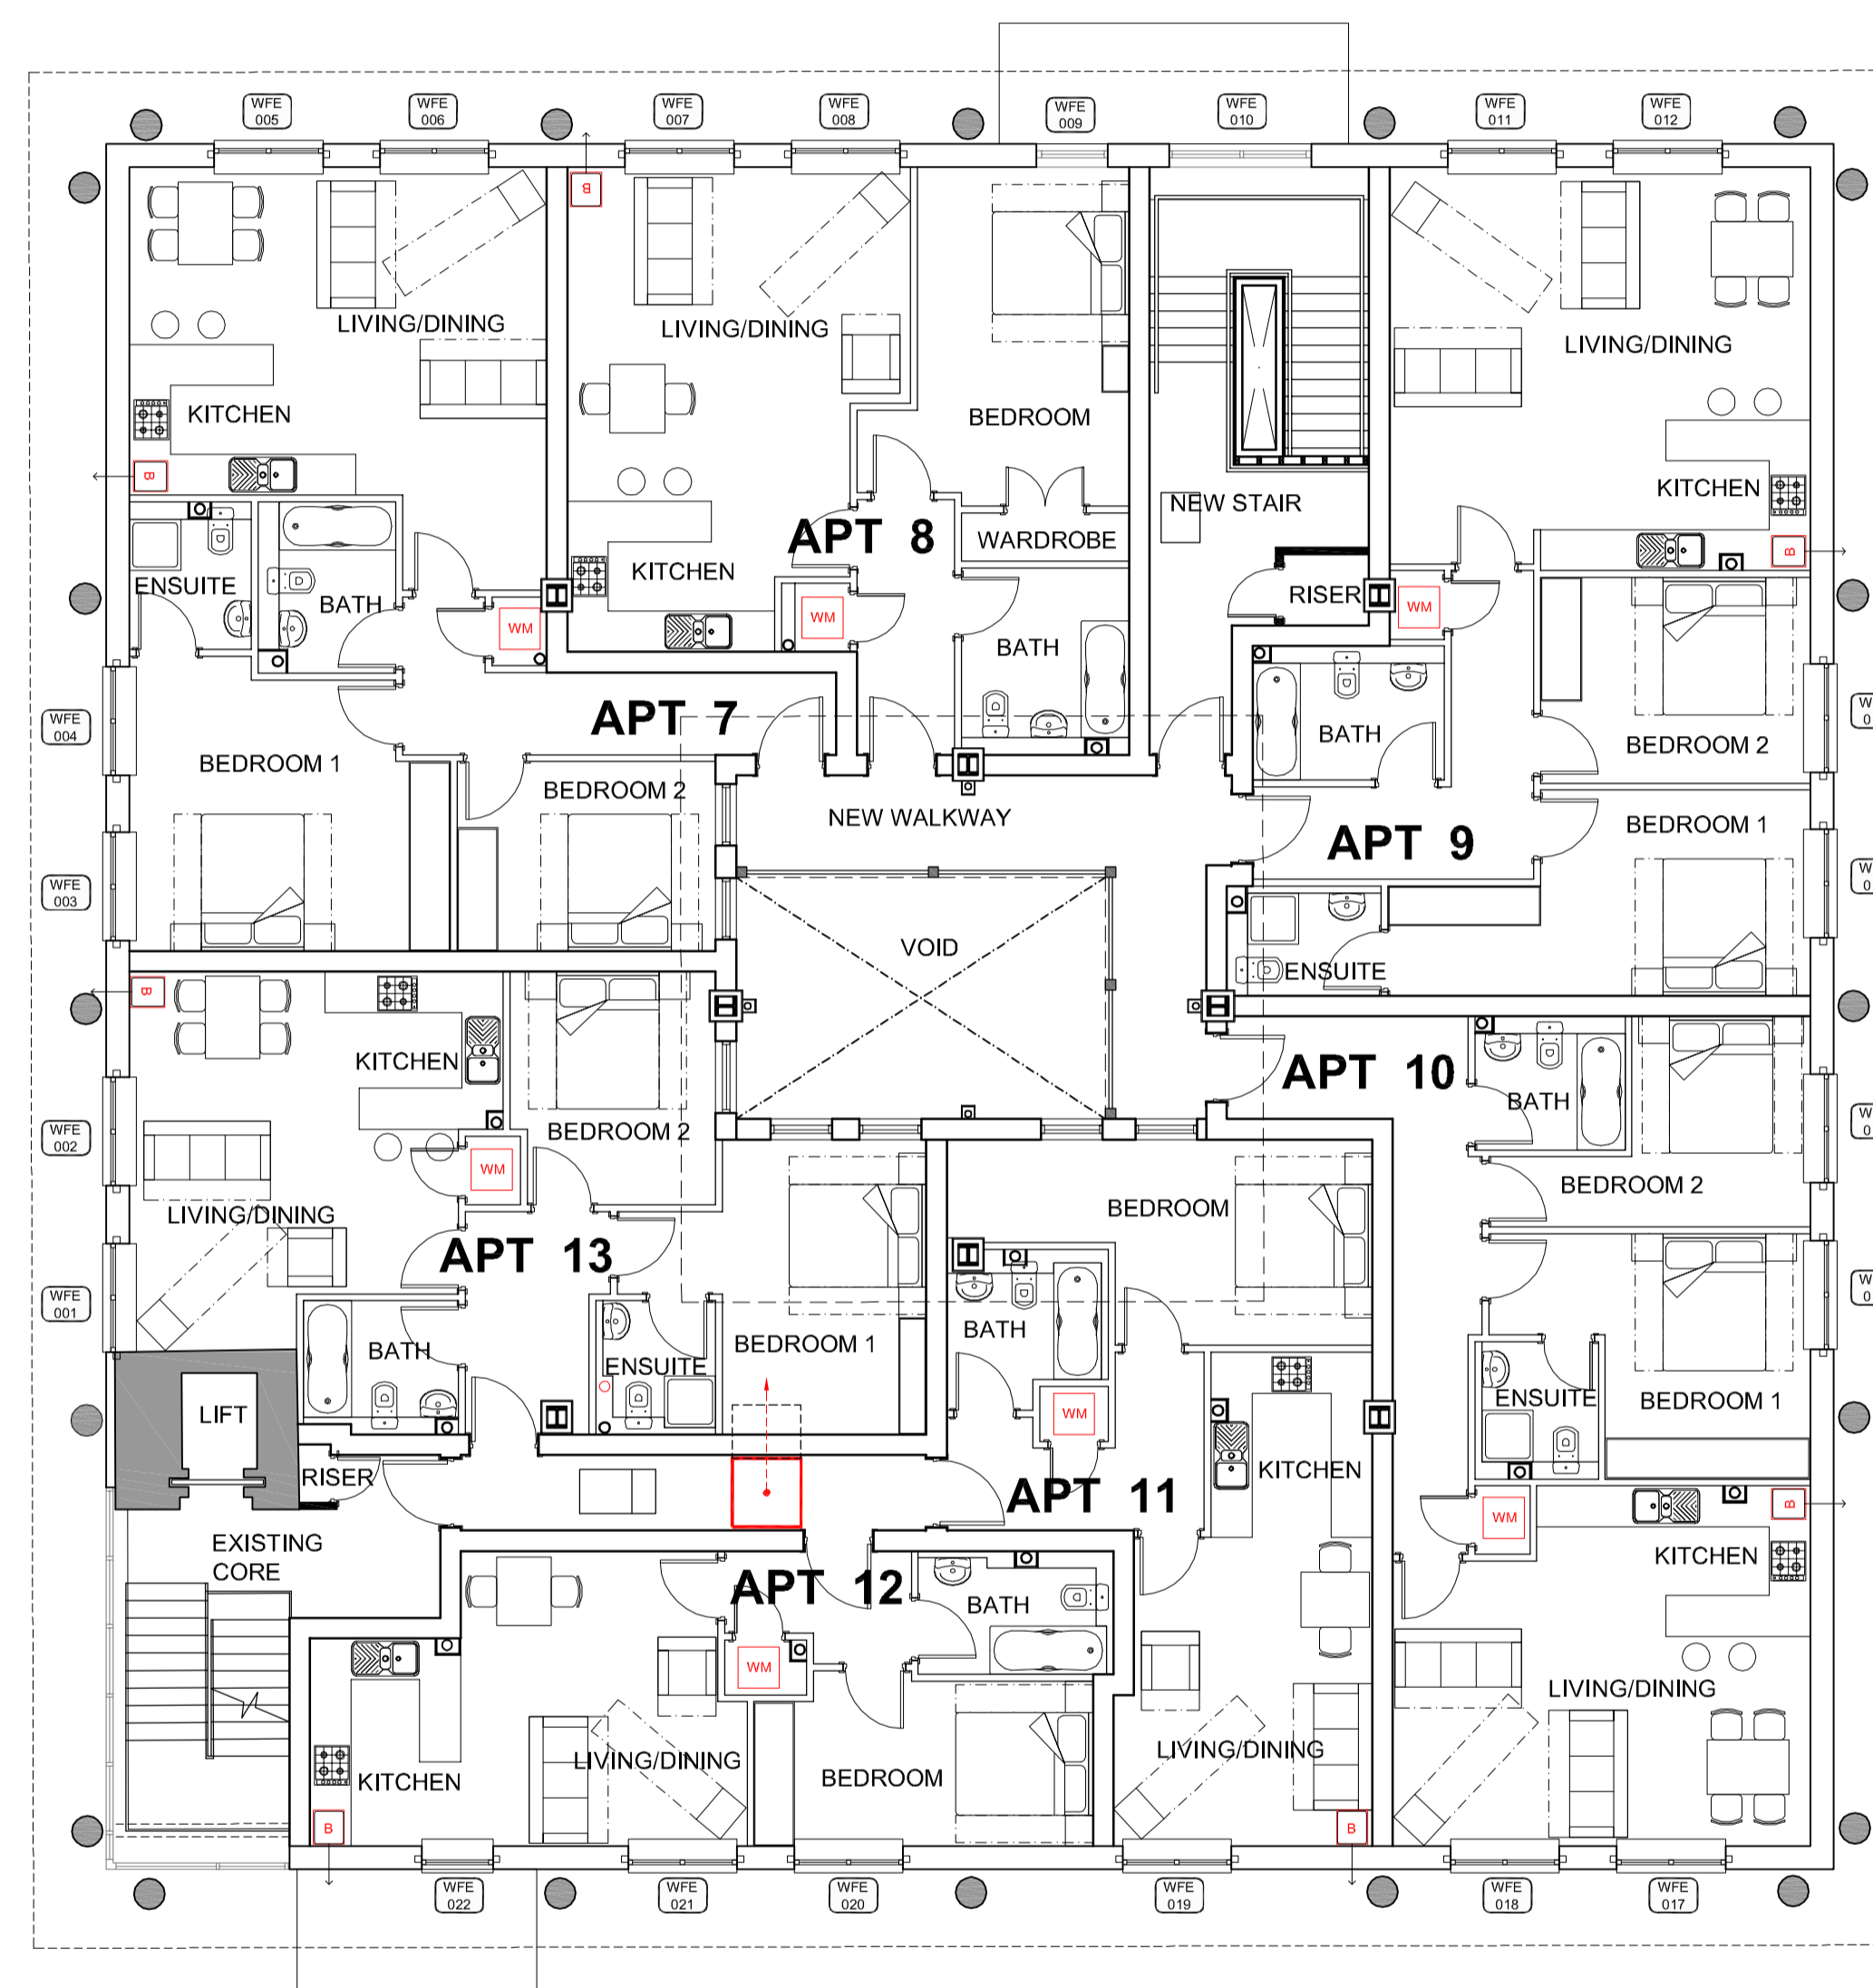 WFE
005
WFE
006
WFE
007
WFE
008
WFE
009
WFE
010
WFE
011
WFE
012
B
LIVING/DINING
LIVING/DINING
LIVING/DINING
KITCHEN
BEDROOM
B
KITCHEN
NEW STAIR
APT 8
WARDROBE
B
ENSUITE
BATH
KITCHEN
RISER
WM
WM
WM
BATH
APT 7
BATH
BEDROOM 2
WFE
004
BEDROOM 1
BEDROOM 2
NEW WALKWAY
APT 9
BEDROOM 1
WFE
003
VOID
ENSUITE
B
KITCHEN
APT 10
BATH
WFE
002
BEDROOM 2
WM
BEDROOM 2
LIVING/DINING
BEDROOM
APT 13
WFE
001
BATH
ENSUITE
BEDROOM 1
BATH
ENSUITE
BEDROOM 1
LIFT
WM
RISER
KITCHEN
APT 11
B
WM
EXISTING
CORE
KITCHEN
APT 12
BATH
WM
LIVING/DINING
LIVING/DINING
LIVING/DINING
KITCHEN
BEDROOM
B
B
WFE
022
WFE
021
WFE
020
WFE
019
WFE
018
WFE
017